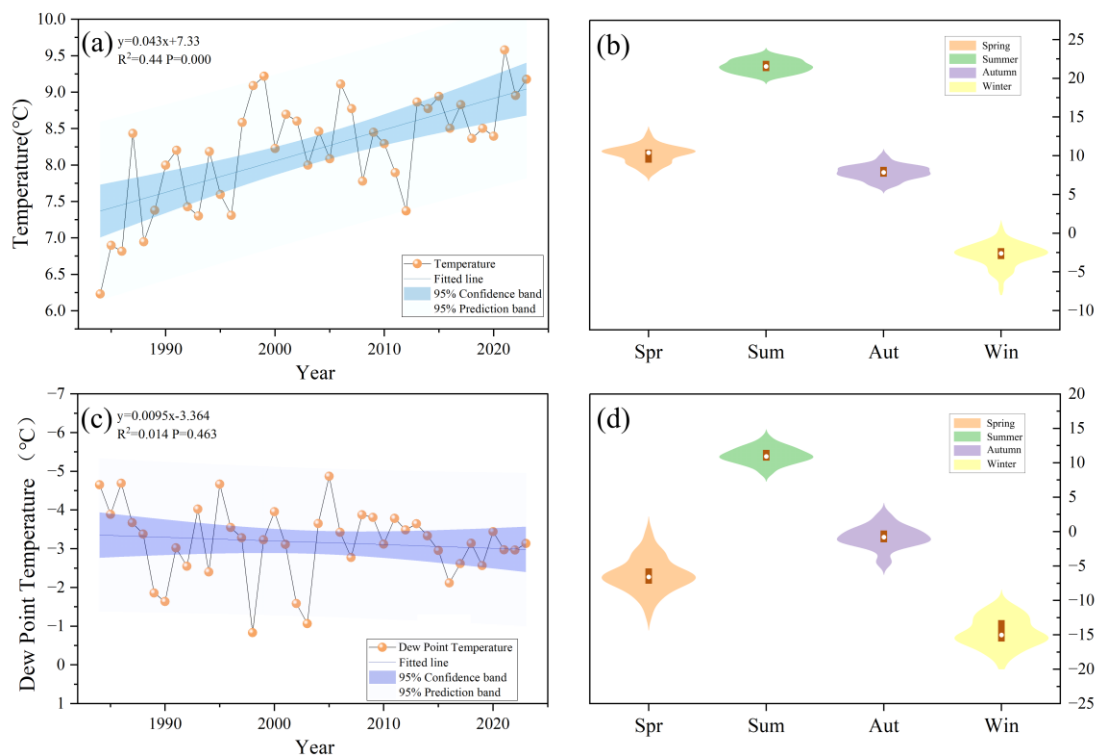 (a)
y=0.043x+7.33
R²=0.44 P=0.000
Temperature(℃)
10.0
9.5
9.0
8.5
8.0
7.5
7.0
6.5
6.0
Temperature
Fitted line
95% Confidence band
95% Prediction band
1990
2000
2010
2020
Year
(b)
Spring
Summer
Autumn
Winter
25
20
15
10
5
0
−5
−10
Spr
Sum
Aut
Win
(c)
y=0.0095x-3.364
R²=0.014 P=0.463
Dew Point Temperature（℃）
−7
−6
−5
−4
−3
−2
−1
0
1
Dew Point Temperature
Fitted line
95% Confidence band
95% Prediction band
1990
2000
2010
2020
Year
(d)
Spring
Summer
Autumn
Winter
20
15
10
5
0
−5
−10
−15
−20
−25
Spr
Sum
Aut
Win